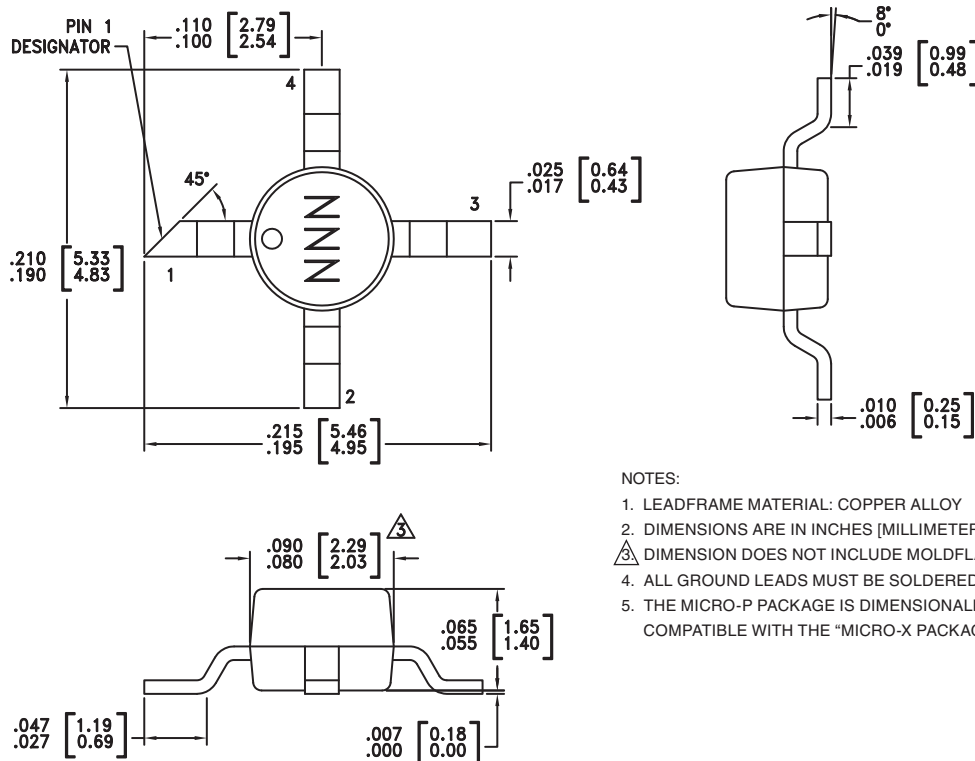 PIN 1
DESIGNATOR
.110 [2.79]
.100 [2.54]
4
45°
3
.025 [0.64]
.017 [0.43]
NNN
1
.210 [5.33]
.190 [4.83]
2
.215 [5.46]
.195 [4.95]
8°
0°
.039 [0.99]
.019 [0.48]
.010 [0.25]
.006 [0.15]
.090 [2.29]
.080 [2.03]
3
.065 [1.65]
.055 [1.40]
.047 [1.19]
.027 [0.69]
.007 [0.18]
.000 [0.00]
NOTES:
1. LEADFRAME MATERIAL: COPPER ALLOY
2. DIMENSIONS ARE IN INCHES
3. DIMENSION DOES NOT INCLUDE
4. ALL GROUND LEADS MUST BE SOLDERED
5. THE MICRO-P PACKAGE IS
COMPATIBLE WITH THE “MICRO-X